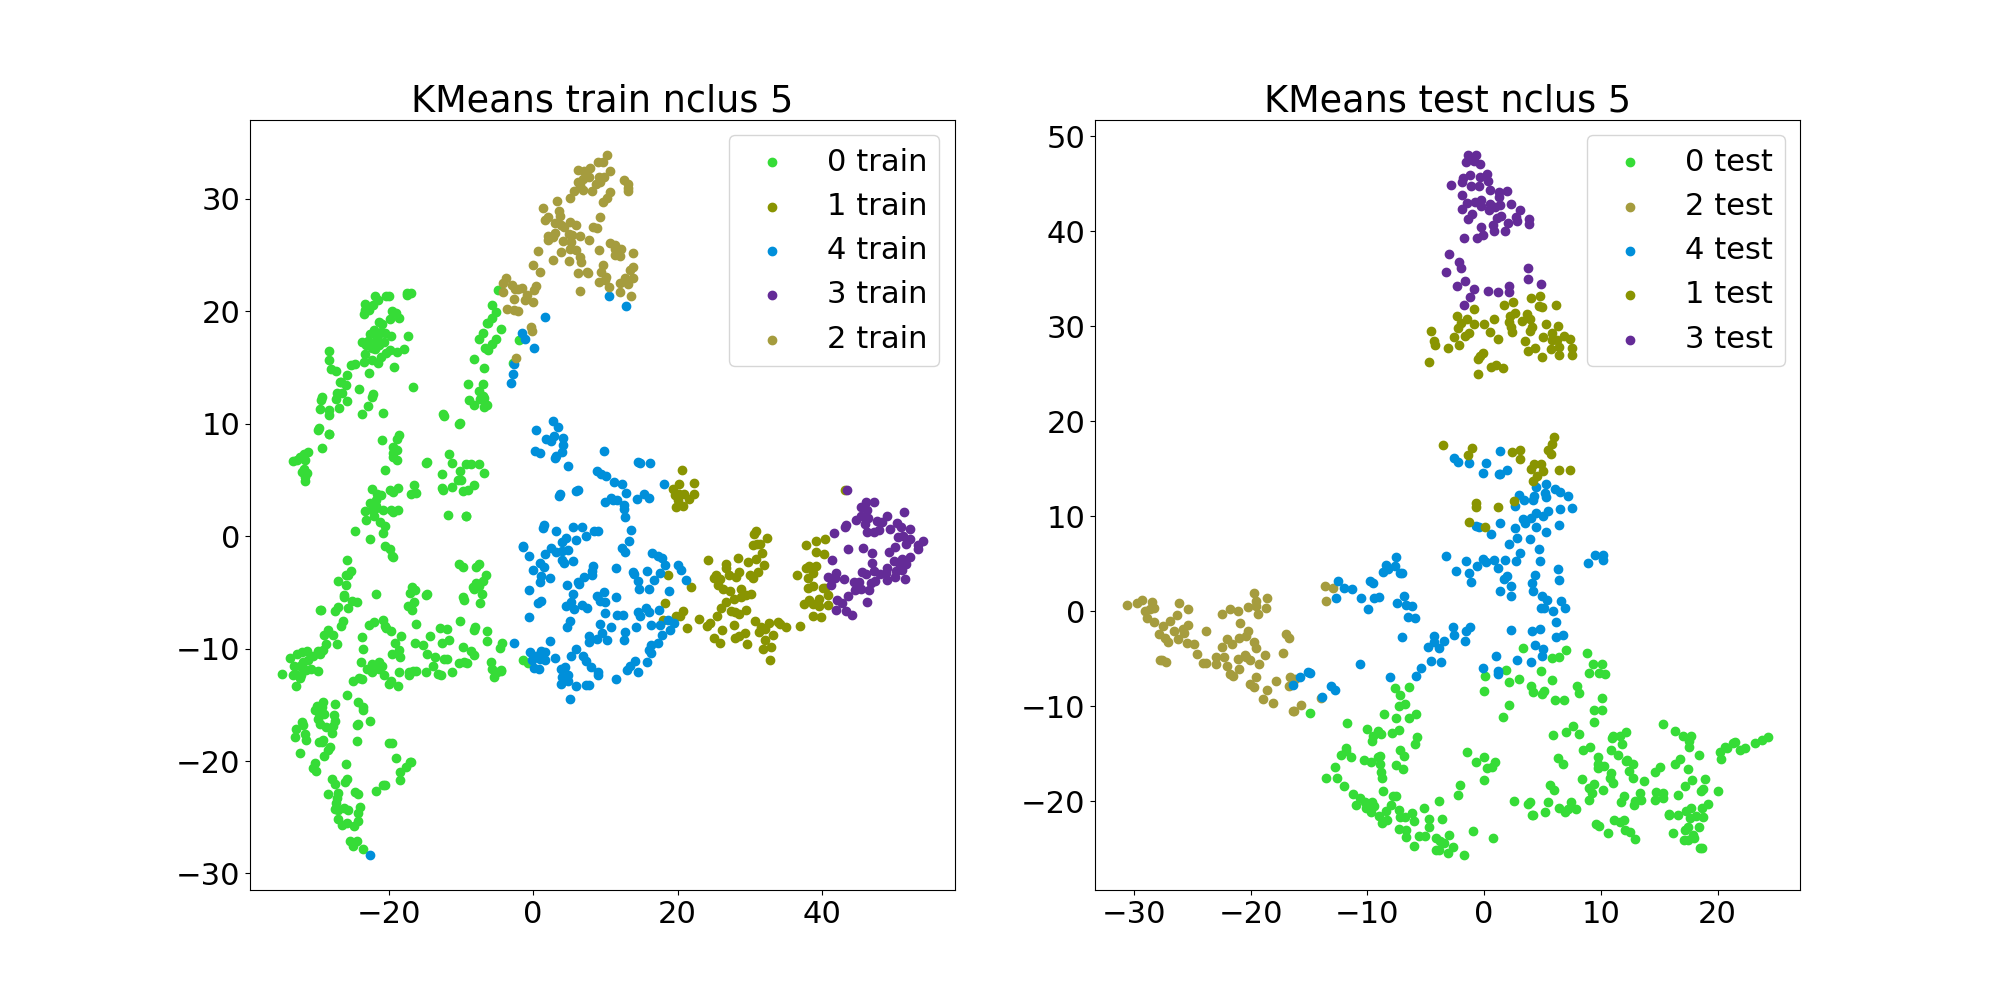 KMeans train nclus 5
0 train
1 train
4 train
3 train
2 train
30
20
10
0
−10
−20
−30
−20 0 20 40
KMeans test nclus 5
0 test
2 test
4 test
1 test
3 test
50
40
30
20
10
0
−10
−20
−30 −20 −10 0 10 20